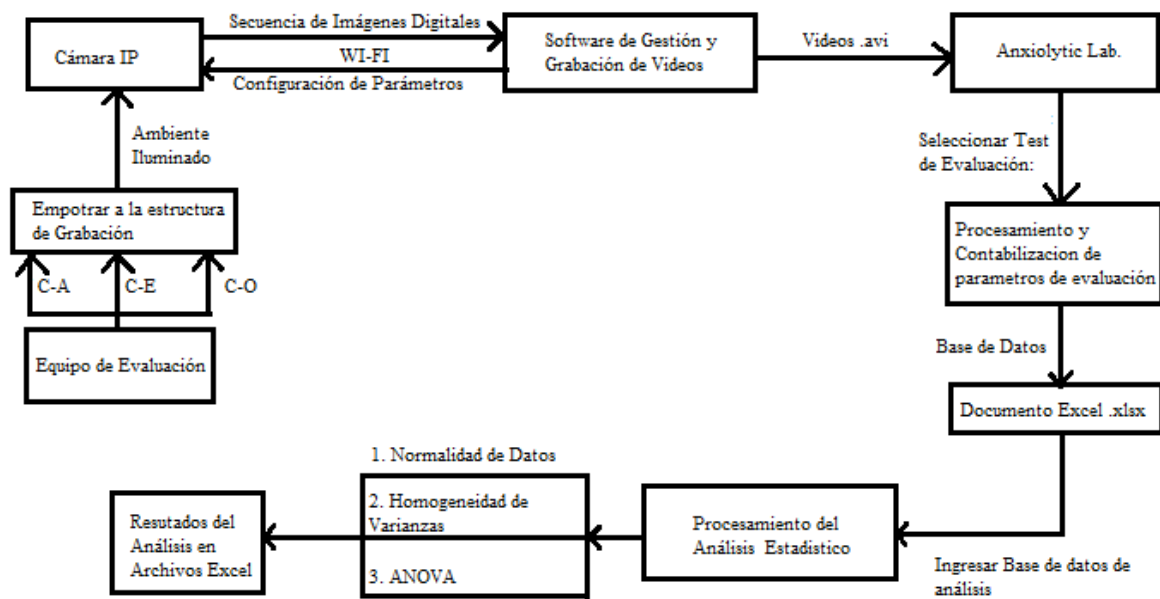 Secuencia de Imágenes Digitales
Cámara IP
WI-FI
Configuración de Parámetros
Software de Gestión y
Grabación de Videos
Videos .avi
Anxiolytic Lab.
Ambiente
Iluminado
Seleccionar Test
de Evaluación:
Empotrar a la estructura
de Grabación
C-A
C-E
C-O
Equipo de Evaluación
Procesamiento y
Contabilizacion de
parametros de evaluación
Base de Datos
Documento Excel .xlsx
Ingresar Base de datos de
análisis
Procesamiento del
Análisis Estadístico
1. Normalidad de Datos
2. Homogeneidad de
Varianzas
3. ANOVA
Resutados del
Análisis en
Archivos Excel